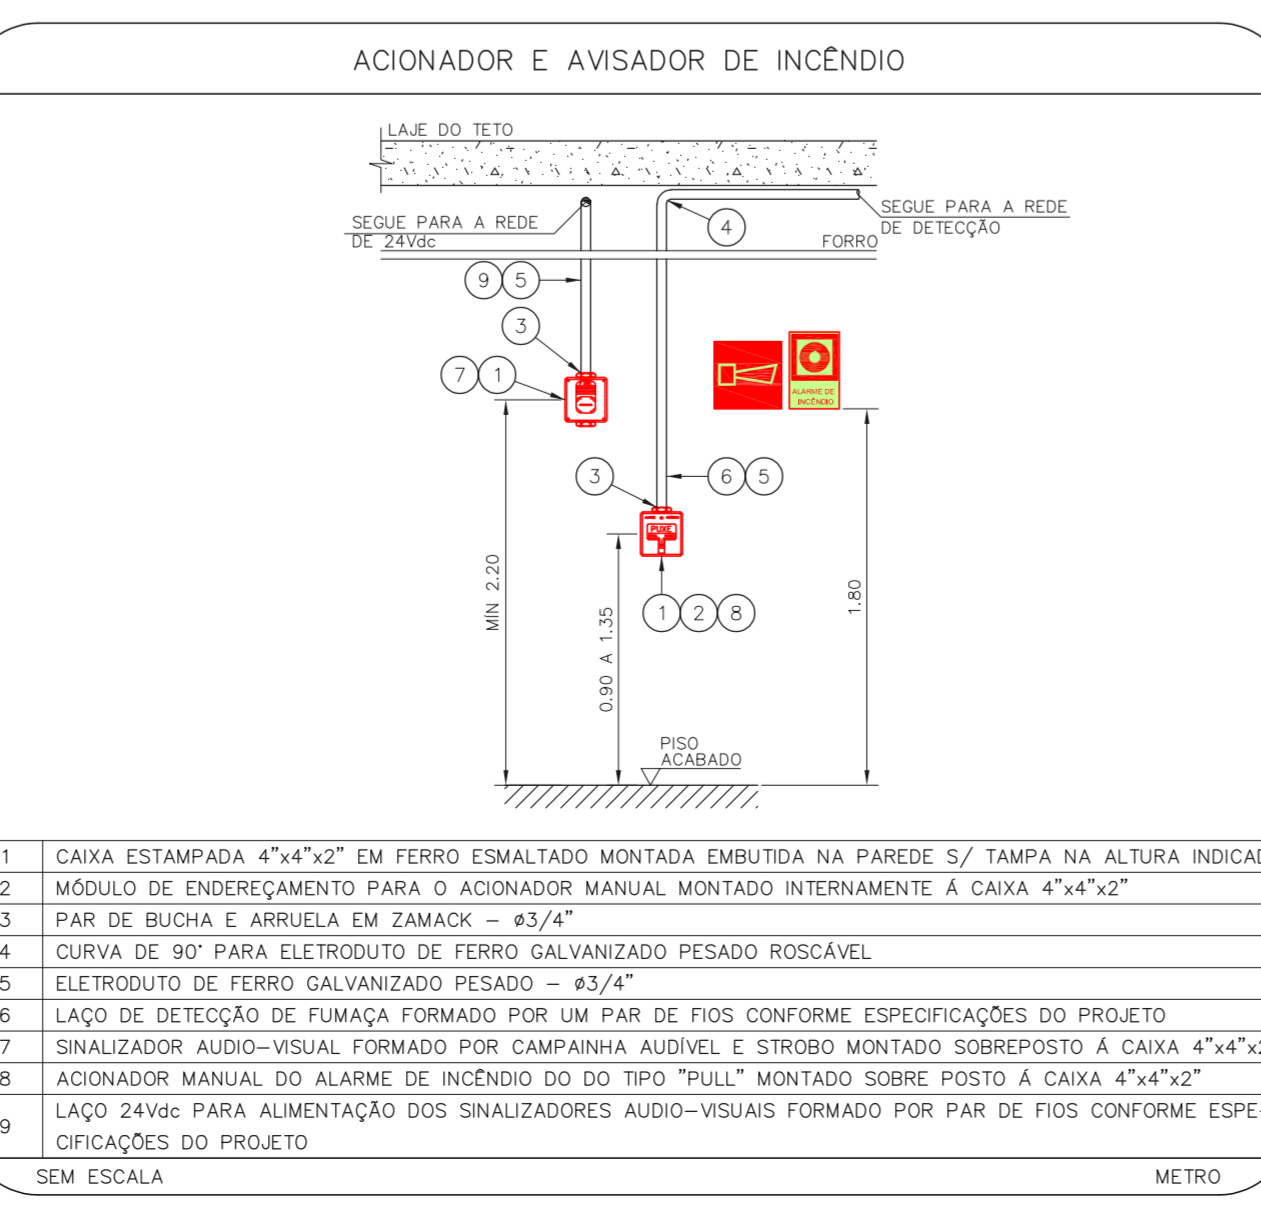 ACIONADOR E AVISADOR DE INCÊNDIO
LAJE DO TETO
SEGUE PARA A REDE
DE 24Vdc
SEGUE PARA A REDE
DE DETECÇÃO
4
FORRO
9 5
3
7 1
ALARME DE
INCÊNDIO
3
6 5
PUXE
1 2 8
MÍN 2.20
0.90 A 1.35
1.80
PISO
ACABADO
1 CAIXA ESTAMPADA 4"x4"x2" EM FERRO ESMALTADO MONTADA EMBUTIDA NA PAREDE S/ TAMPA NA ALTURA
2 MÓDULO DE ENDEREÇAMENTO PARA O ACIONADOR MANUAL MONTADO INTERNAMENTE Á CAIXA 4"x4"x2"
3 PAR DE BUCHA E ARRUELA EM ZAMACK – ø3/4"
4 CURVA DE 90° PARA ELETRODUTO DE FERRO GALVANIZADO PESADO ROSCÁVEL
5 ELETRODUTO DE FERRO GALVANIZADO PESADO – ø3/4"
6 LAÇO DE DETECÇÃO DE FUMAÇA FORMADO POR UM PAR DE FIOS CONFORME ESPECIFICAÇÕES DO PROJETO
7 SINALIZADOR AUDIO–VISUAL FORMADO POR CAMPAINHA AUDÍVEL E STROBO MONTADO SOBREPOSTO Á CAIXA 4"x4"x2
8 ACIONADOR MANUAL DO ALARME DE INCÊNDIO DO DO TIPO "PULL" MONTADO SOBRE POSTO Á CAIXA 4"x4"x2"
9 LAÇO 24Vdc PARA ALIMENTAÇÃO DOS SINALIZADORES AUDIO–VISUAIS FORMADO POR PAR DE FIOS CONFORME ESPE-
CIFICAÇÕES DO PROJETO
SEM ESCALA
METRO